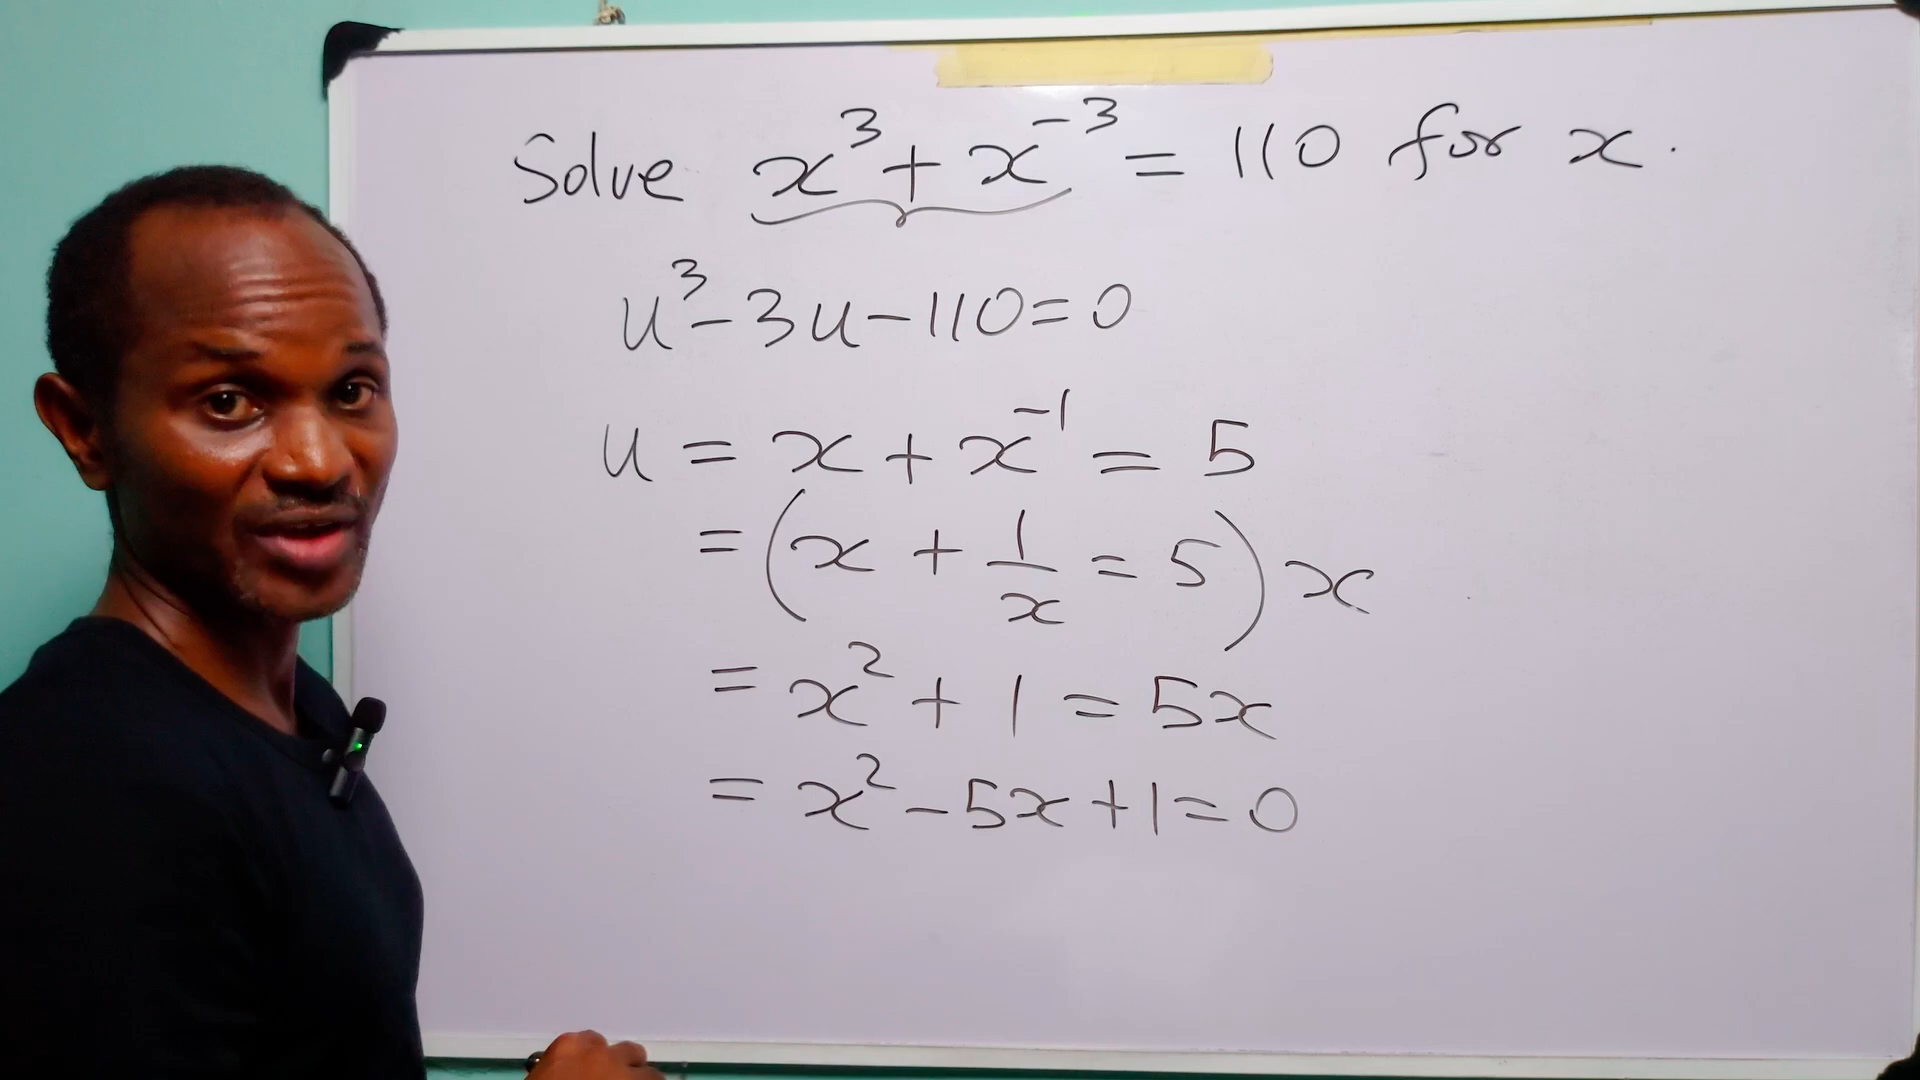 Solve x³ + x⁻³ = 110 for x.
u³ - 3u - 110 = 0
u = x + x⁻¹ = 5
= (x + 1/x = 5) x
= x² + 1 = 5x
= x² - 5x + 1 = 0